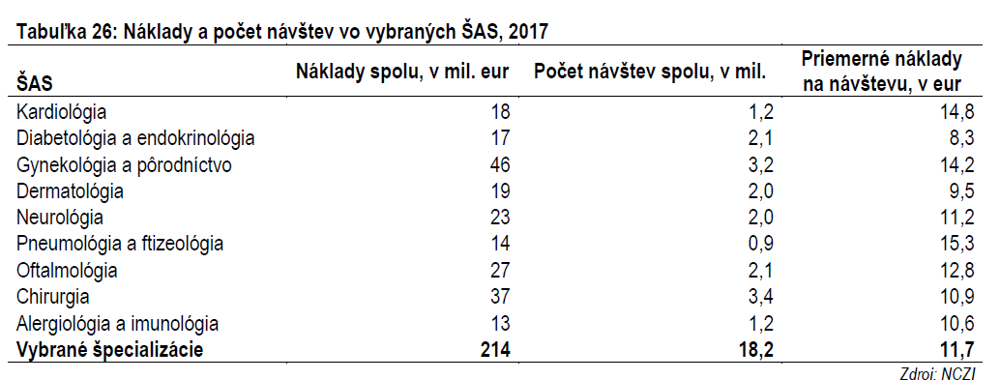 Tabuľka 26: Náklady a počet návštev vo vybraných ŠAS, 2017
ŠAS Náklady spolu, v mil. eur Počet návštev spolu, v mil. Priemerné náklady na návštevu, v eur
Kardiológia 18 1,2 14,8
Diabetológia a endokrinológia 17 2,1 8,3
Gynekológia a pôrodníctvo 46 3,2 14,2
Dermatológia 19 2,0 9,5
Neurológia 23 2,0 11,2
Pneumológia a ftizeológia 14 0,9 15,3
Oftalmológia 27 2,1 12,8
Chirurgia 37 3,4 10,9
Alergiológia a imunológia 13 1,2 10,6
Vybrané špecializácie 214 18,2 11,7
Zdroj: NCZI